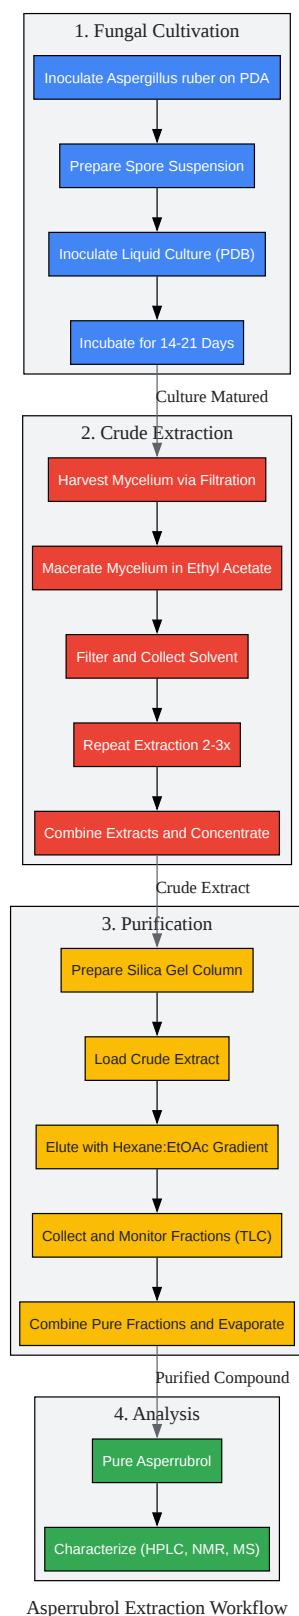 1. Fungal Cultivation
Inoculate Aspergillus ruber on PDA
Prepare Spore Suspension
Inoculate Liquid Culture (PDB)
Incubate for 14-21 Days
Culture Matured
2. Crude Extraction
Harvest Mycelium via Filtration
Macerate Mycelium in Ethyl Acetate
Filter and Collect Solvent
Repeat Extraction 2-3x
Combine Extracts and Concentrate
Crude Extract
3. Purification
Prepare Silica Gel Column
Load Crude Extract
Elute with Hexane:EtOAc Gradient
Collect and Monitor Fractions (TLC)
Combine Pure Fractions and Evaporate
Purified Compound
4. Analysis
Pure Asperrubrol
Characterize (HPLC, NMR, MS)
Asperrubrol Extraction Workflow